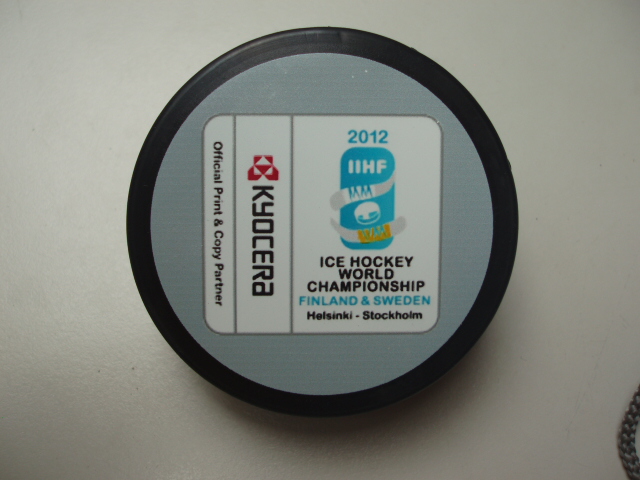 Official Print & Copy Partner
KYOCERA
2012
IIHF
ICE HOCKEY
WORLD
CHAMPIONSHIP
FINLAND & SWEDEN
Helsinki - Stockholm